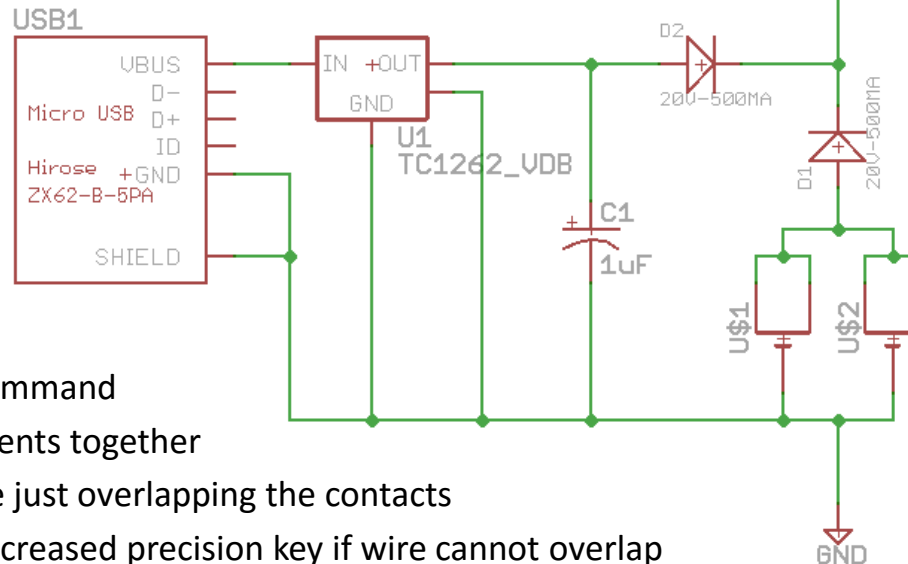 USB1
VBUS
D-
Micro USB D+
ID
Hirose +GND
ZX62-B-5PA
SHIELD
IN +OUT
GND
U1
TC1262_VDB
C1
1uF
D2
20V-500MA
D1
20V-500MA
U$1
U$2
GND
mmand
ents together
e just overlapping the contacts
creased precision key if wire cannot overlap